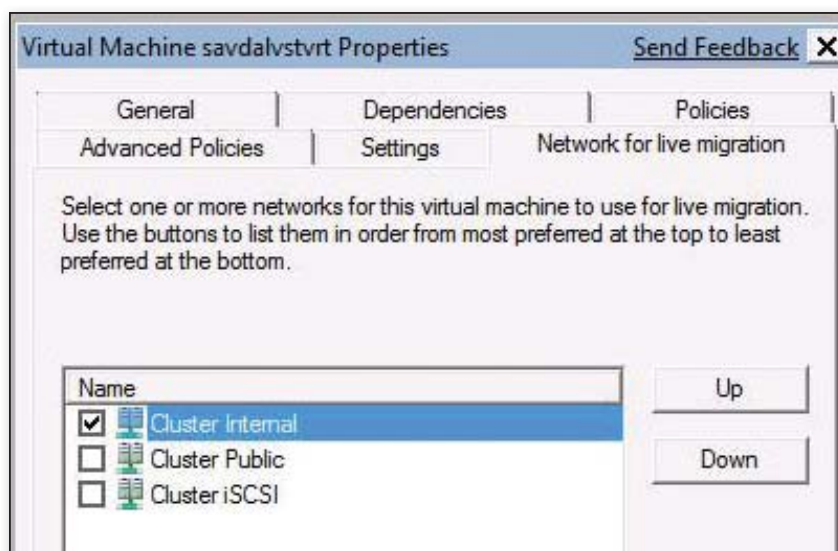 Virtual Machine savdalvstvrt Properties Send Feedback X
General Dependencies Policies
Advanced Policies Settings Network for live migration
Select one or more networks for this virtual machine to use for live migration.
Use the buttons to list them in order from most preferred at the top to least
preferred at the bottom.
Name
Up
Cluster Internal
Cluster Public
Down
Cluster iSCSI